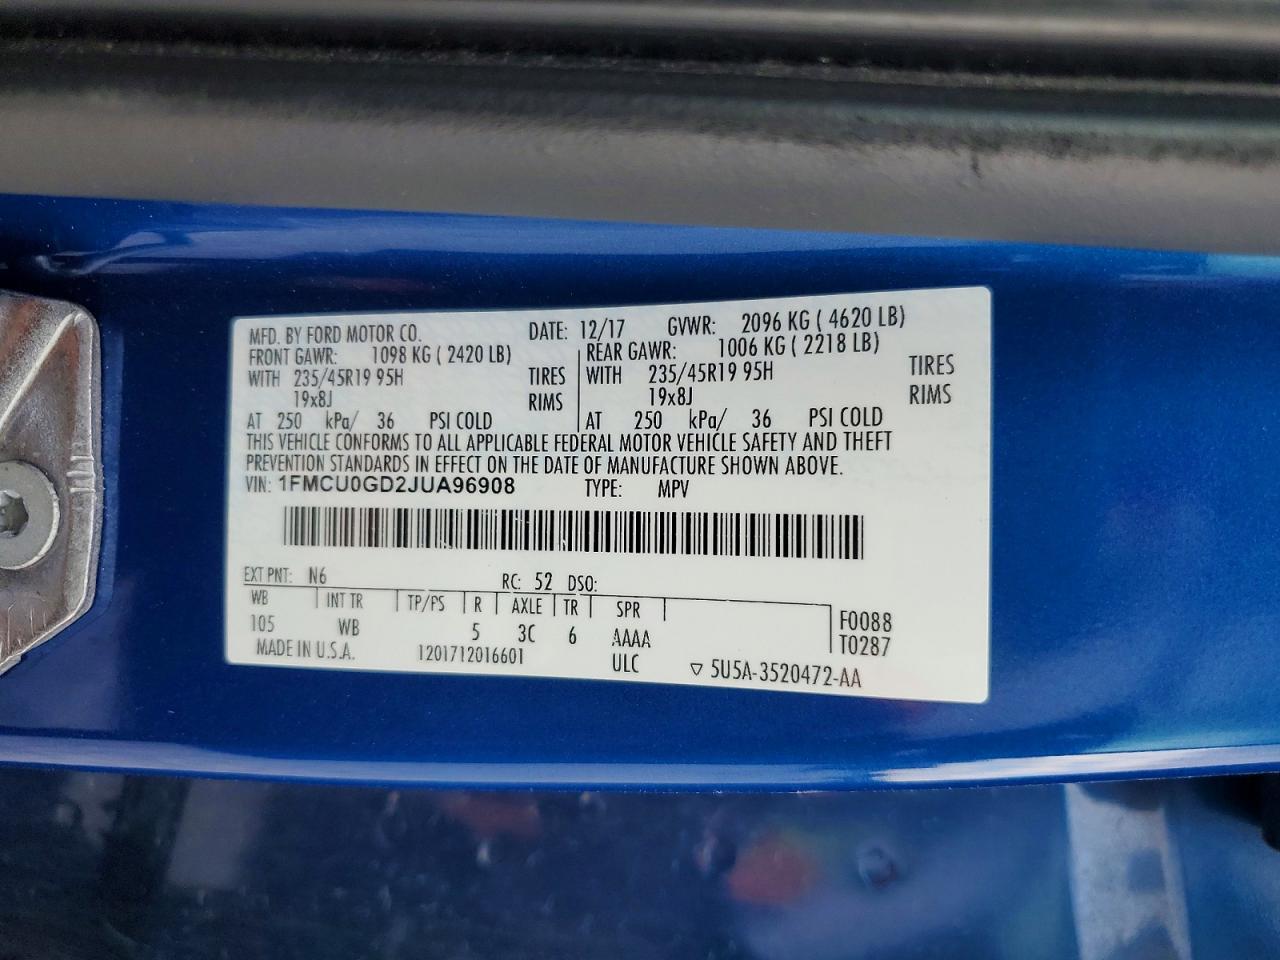 MFD. BY FORD MOTOR CO. DATE: 12/17 GVWR: 2096 KG ( 4620 LB)
FRONT GAWR: 1098 KG ( 2420 LB) REAR GAWR: 1006 KG ( 2218 LB)
WITH 235/45R19 95H TIRES WITH 235/45R19 95H TIRES
19x8J RIMS 19x8J RIMS
AT 250 kPa/ 36 PSI COLD AT 250 kPa/ 36 PSI COLD
THIS VEHICLE CONFORMS TO ALL APPLICABLE FEDERAL MOTOR VEHICLE SAFETY AND THEFT
PREVENTION STANDARDS IN EFFECT ON THE DATE OF MANUFACTURE SHOWN ABOVE.
VIN: 1FMCU0GD2JUA96908 TYPE: MPV
EXT PNT: N6 RC: 52 DSO:
WB INT TR TP/PS R AXLE TR SPR F0088
105 WB 5 3C 6 AAAA T0287
MADE IN U.S.A. 1201712016601 ULC ▽ 5U5A-3520472-AA